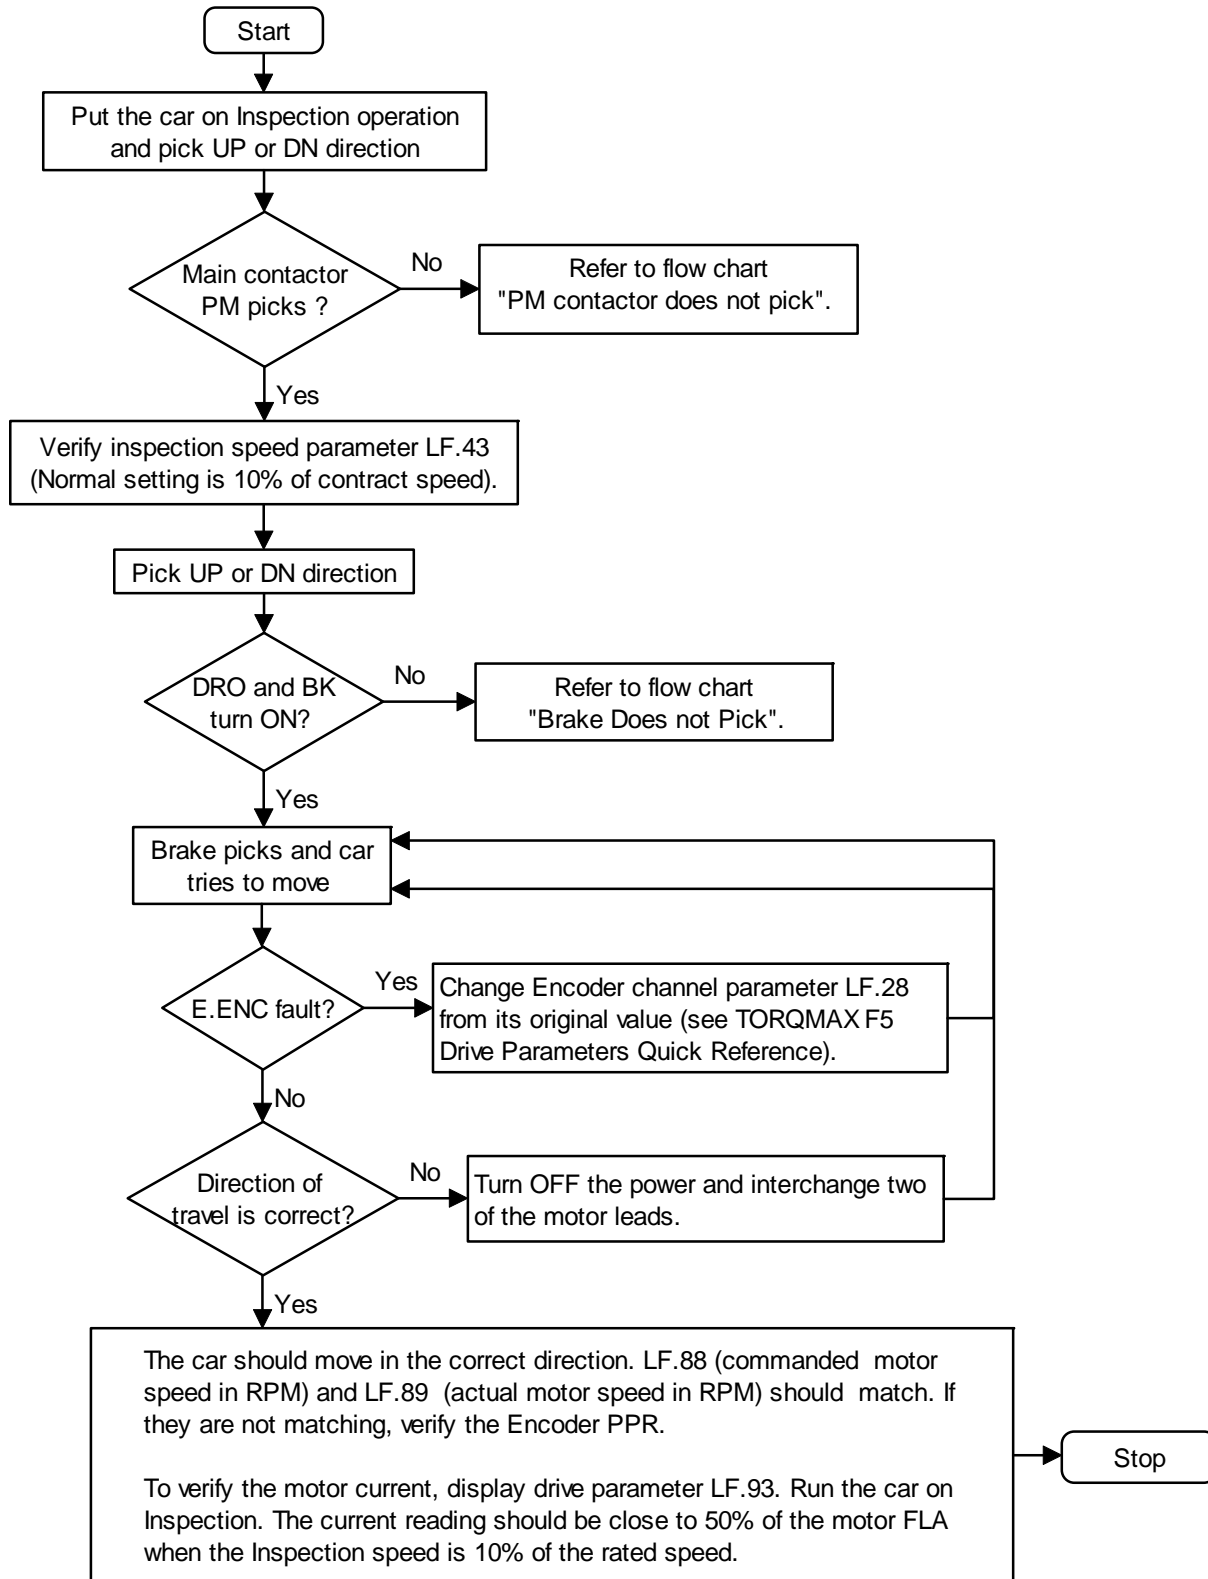 Start
Put the car on Inspection operation
and pick UP or DN direction
Main contactor
PM picks ?
No
Refer to flow chart
"PM contactor does not pick".
Yes
Verify inspection speed parameter LF.43
(Normal setting is 10% of contract speed).
Pick UP or DN direction
DRO and BK
turn ON?
No
Refer to flow chart
"Brake Does not Pick".
Yes
Brake picks and car
tries to move
E.ENC fault?
Yes
Change Encoder channel parameter LF.28
from its original value (see TORQMAX F5
Drive Parameters Quick Reference).
No
Direction of
travel is correct?
No
Turn OFF the power and interchange two
of the motor leads.
Yes
The car should move in the correct direction. LF.88 (commanded motor
speed in RPM) and LF.89 (actual motor speed in RPM) should match. If
they are not matching, verify the Encoder PPR.
To verify the motor current, display drive parameter LF.93. Run the car on
Inspection. The current reading should be close to 50% of the motor FLA
when the Inspection speed is 10% of the rated speed.
Stop